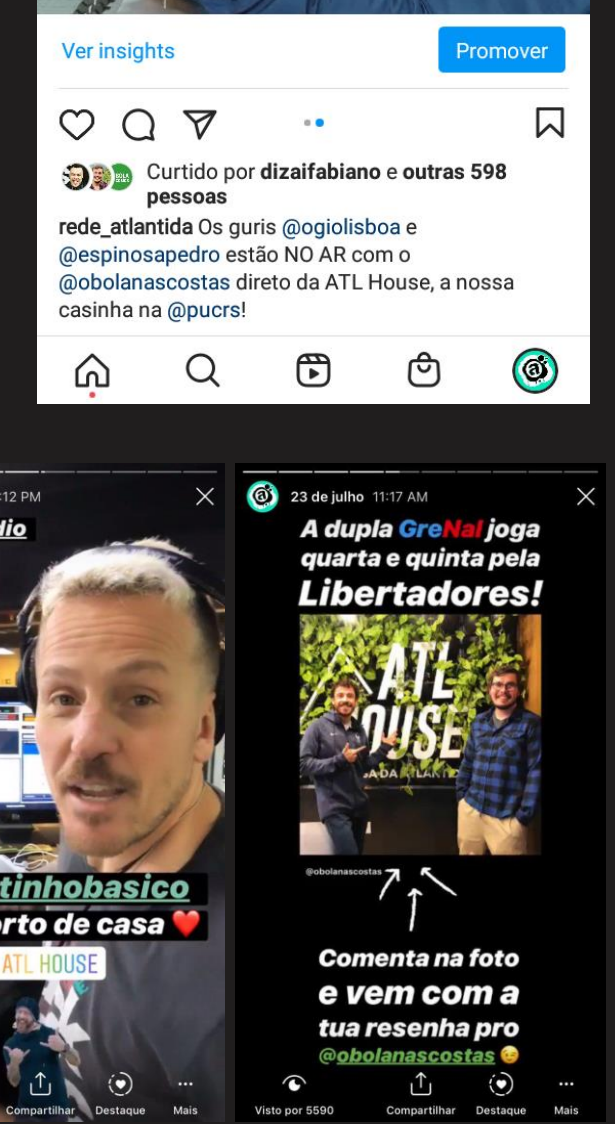 Ver insights
Promover
Curtido por dizaifabiano e outras 598
pessoas
rede_atlantida Os guris @ogiolisboa e
@espinosapedro estão NO AR com o
@obolanascostas direto da ATL House, a nossa
casinha na @pucrs!
:12 PM
dio
tinhobasico
rto de casa ❤️
ATL HOUSE
Compartilhar
Destaque
Mais
23 de julho 11:17 AM
A dupla GreNal joga
quarta e quinta pela
Libertadores!
ATL
OUSE
@obolanascostas
Comenta na foto
e vem com a
tua resenha pro
@obolanascostas 😉
Visto por 5590
Compartilhar
Destaque
Mais